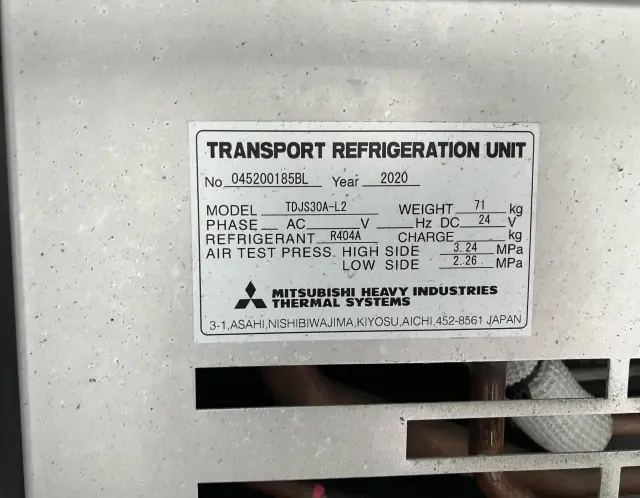 TRANSPORT REFRIGERATION UNIT
No 045200185BL Year 2020
MODEL TDJS30A-L2 WEIGHT 71 kg
PHASE AC V Hz DC 24 V
REFRIGERANT R404A CHARGE kg
AIR TEST PRESS. HIGH SIDE 3.24 MPa
LOW SIDE 2.26 MPa
MITSUBISHI HEAVY INDUSTRIES
THERMAL SYSTEMS
3-1,ASAHI,NISHIBIWAJIMA,KIYOSU,AICHI,452-8561 JAPAN